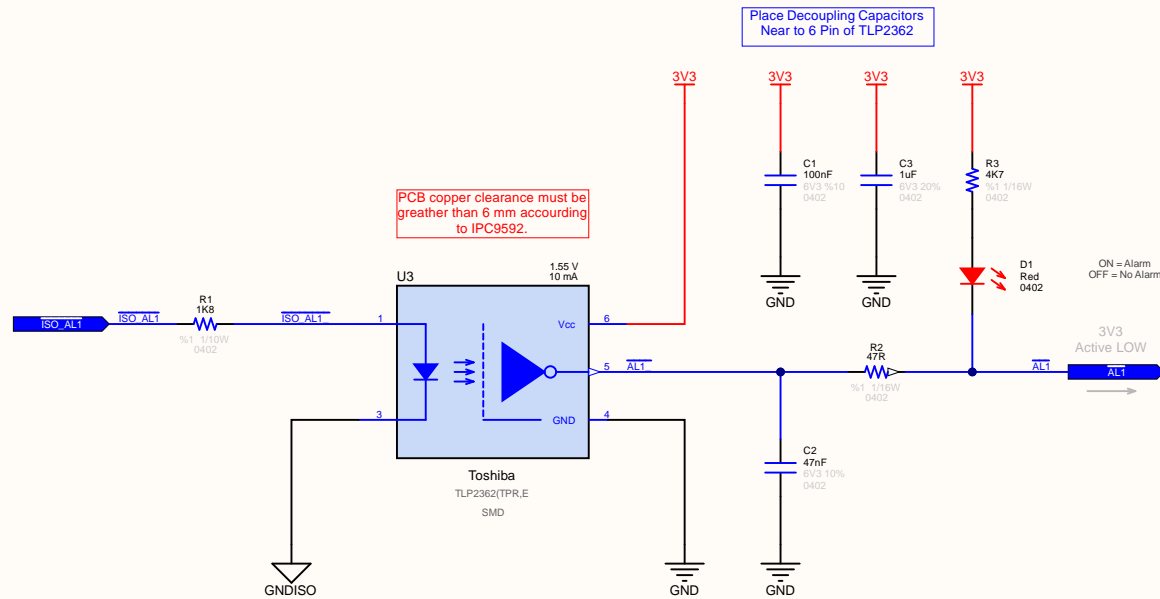 Place Decoupling Capacitors
Near to 6 Pin of TLP2362
3V3
3V3
3V3
3V3
C1
100nF
6V3 %10
0402
C3
1uF
6V3 20%
0402
R3
4K7
%1 1/16W
0402
PCB copper clearance must be
greather than 6 mm accourding
to IPC9592.
GND
GND
D1
Red
0402
ON = Alarm
OFF = No Alarm
U3
1.55 V
10 mA
R1
1K8
ISO_AL1
ISO_AL1
ISO_AL1_
1
Vcc
6
%1 1/10W
0402
3V3
Active LOW
R2
47R
5
AL1_
AL1
AL1
%1 1/16W
0402
3
GND
4
C2
47nF
6V3 10%
0402
Toshiba
TLP2362(TPR,E
SMD
GNDISO
GND
GND